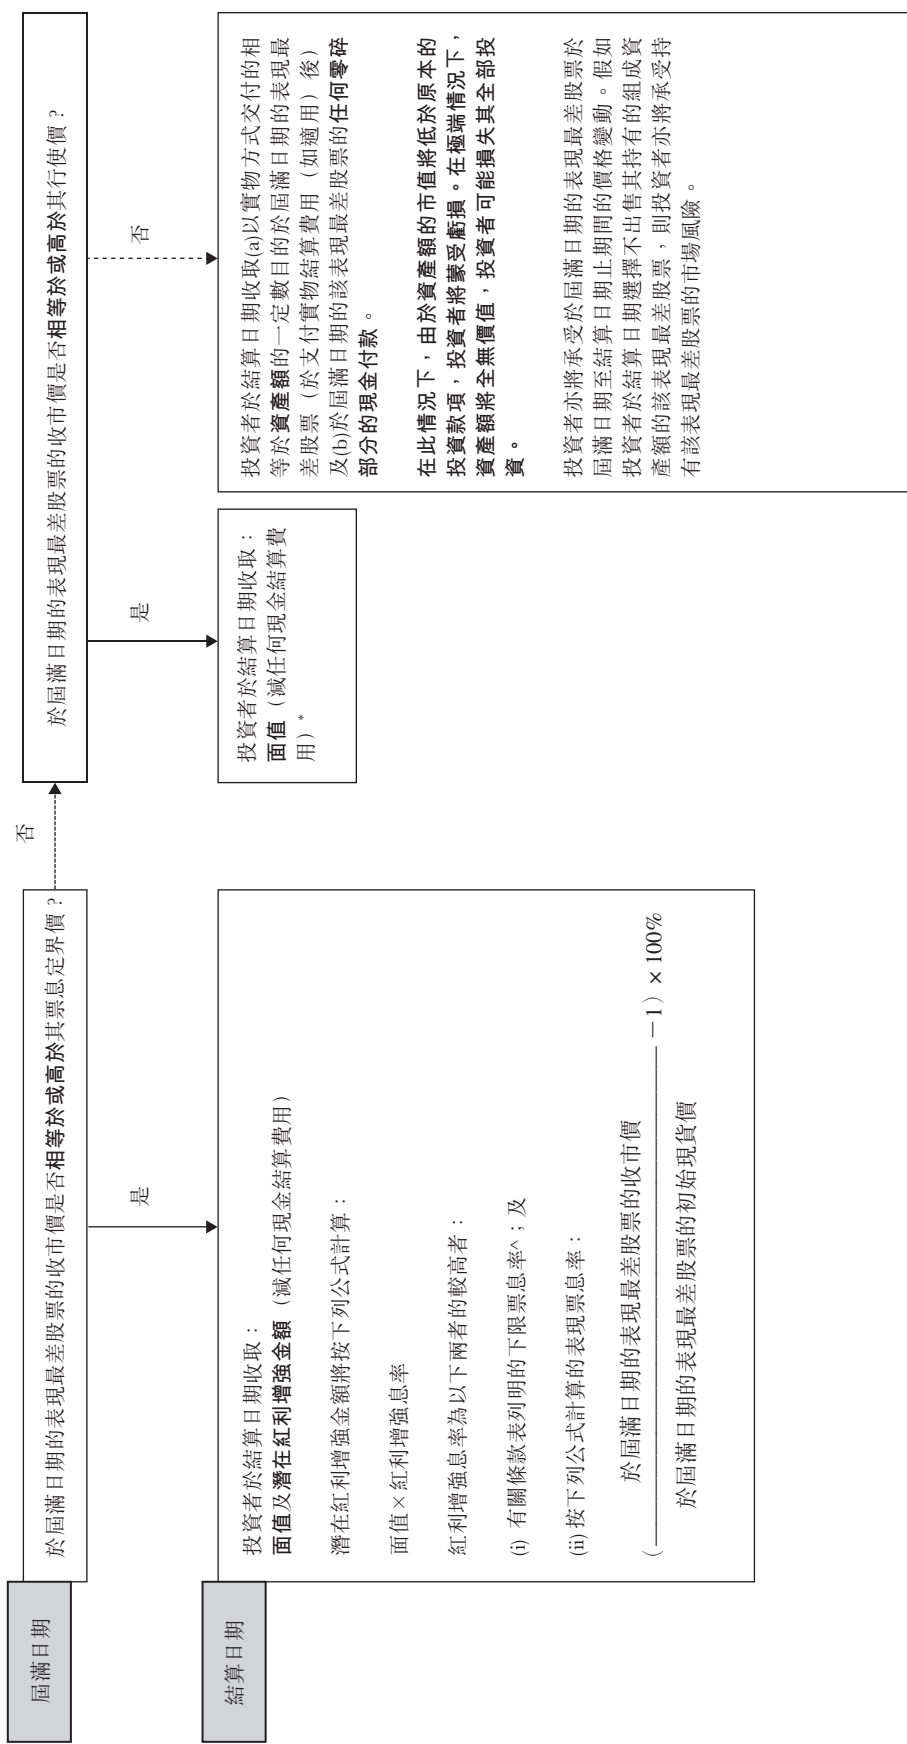 屆滿日期
於屆滿日期的表現最差股票的收市價是否相等於或高於其票息定界價？
否
於屆滿日期的表現最差股票的收市價是否相等於或高於其行使價？
是
是
否
結算日期
投資者於結算日期收取：
面值及潛在紅利增強金額（減任何現金結算費用）
潛在紅利增強金額將按下列公式計算：
面值×紅利增強息率
紅利增強息率為以下兩者的較高者：
(i) 有關條款表列明的下限票息率^；及
(ii) 按下列公式計算的表現票息率：
於屆滿日期的表現最差股票的收市價
（ —1）× 100%
於屆滿日期的表現最差股票的初始現貨價
投資者於結算日期收取：
面值（減任何現金結算費
用）*
投資者於結算日期收取(a)以實物方式交付的相
等於資產額的一定數目的於屆滿日期的表現最
差股票（於支付實物結算費用（如適用）後）
及(b)於屆滿日期的該表現最差股票的任何零碎
部分的現金付款。
在此情況下，由於資產額的市值將低於原本的
投資款項，投資者將蒙受虧損。在極端情況下，
資產額將全無價值，投資者可能損失其全部投
資。
投資者亦將承受於屆滿日期的表現最差股票於
屆滿日期至結算日期止期間的價格變動。假如
投資者於結算日期選擇不出售其持有的組成資
產額的該表現最差股票，則投資者亦將承受持
有該表現最差股票的市場風險。